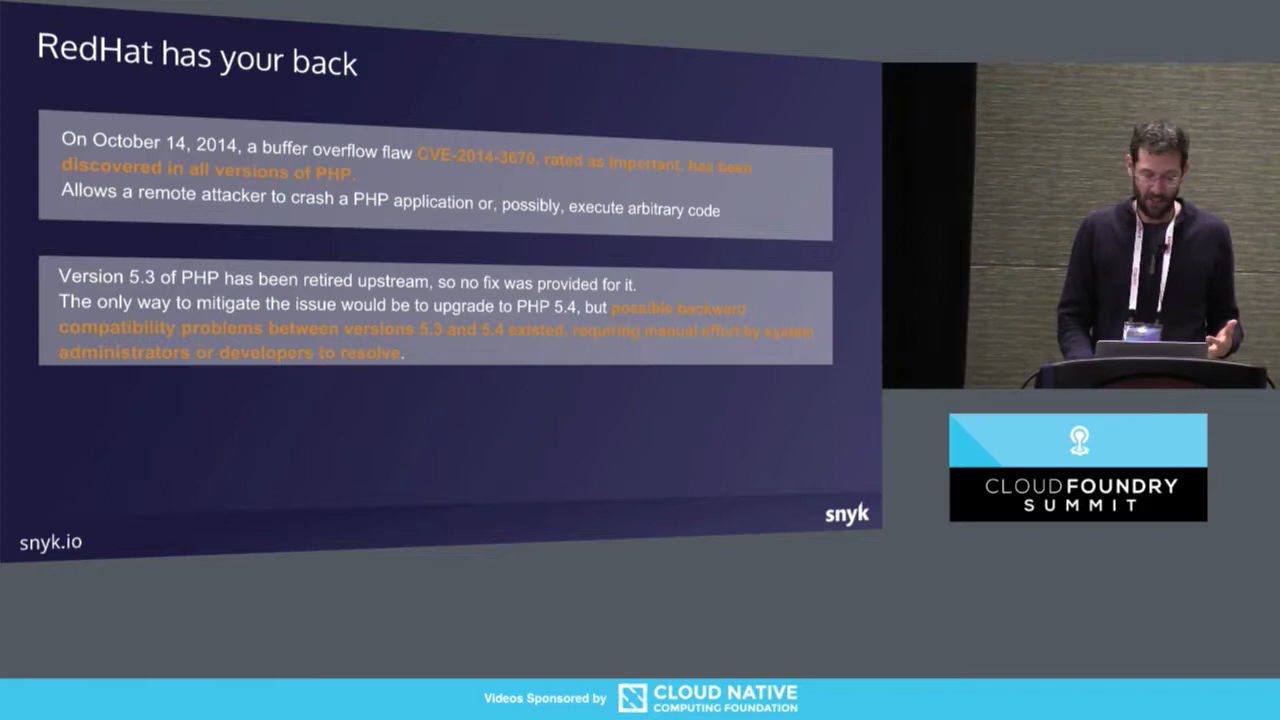 RedHat has your back
On October 14, 2014, a buffer overflow flaw CVE-2014-3670, rated as important, has been
discovered in all versions of PHP.
Allows a remote attacker to crash a PHP application or, possibly, execute arbitrary code
Version 5.3 of PHP has been retired upstream, so no fix was provided for it.
The only way to mitigate the issue would be to upgrade to PHP 5.4, but possible backward
compatibility problems between versions 5.3 and 5.4 existed, requiring manual effort by system
administrators or developers to resolve.
snyk
snyk.io
CLOUDFOUNDRY
SUMMIT
Videos Sponsored by
CLOUD NATIVE
COMPUTING FOUNDATION